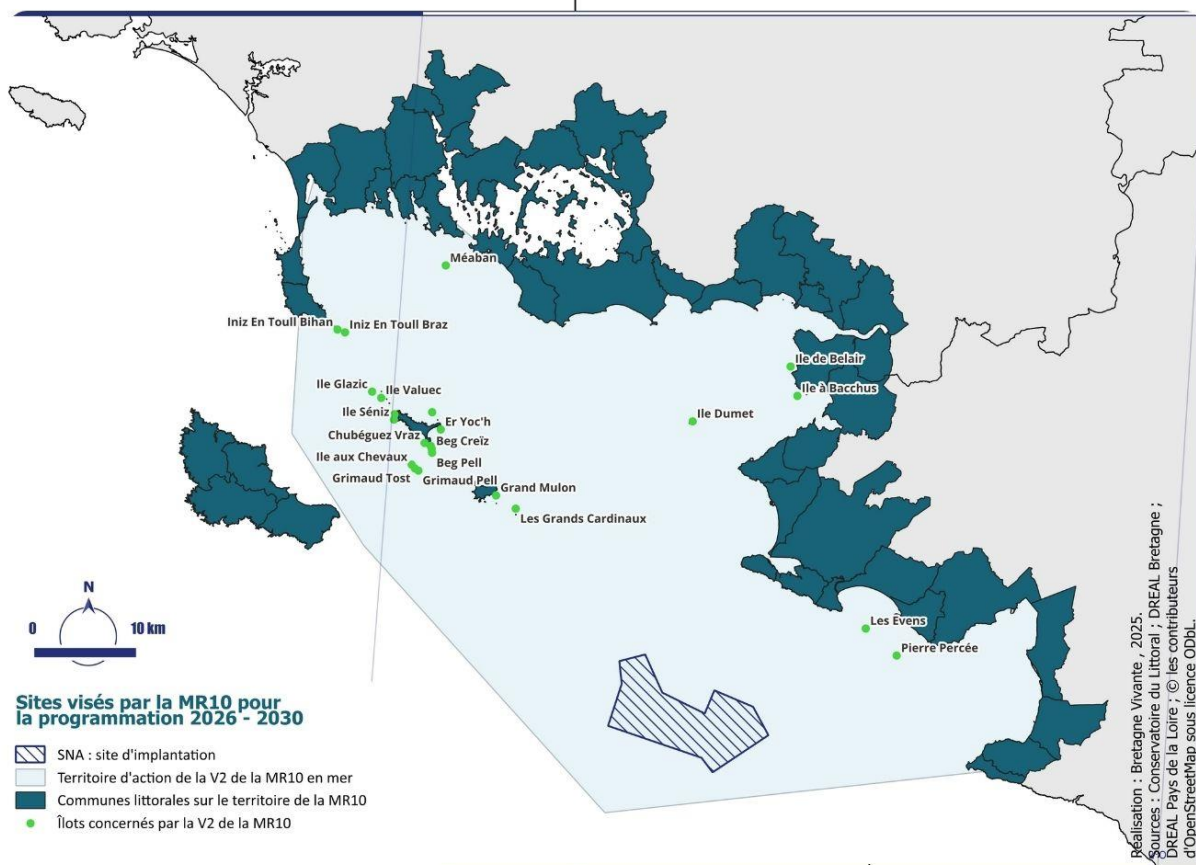 Méaban
Iniz En Toull Bihan
Iniz En Toull Braz
Ile de Belair
Ile à Bacchus
Ile Glazic
Ile Valuec
Ile Séniz
Er Yoc'h
Ile Dumet
Chubéguez Vraz
Beg Creïz
Ile aux Chevaux
Beg Pell
Grimaud Tost
Grimaud Pell
Grand Mulon
Les Grands Cardinaux
Les Évens
Pierre Percée
N
0
10 km
Sites visés par la MR10 pour
la programmation 2026 - 2030
SNA : site d'implantation
Territoire d'action de la V2 de la MR10 en mer
Communes littorales sur le territoire de la MR10
Îlots concernés par la V2 de la MR10
Réalisation : Bretagne Vivante , 2025.
Sources : Conservatoire du Littoral ; DREAL Bretagne ;
DREAL Pays de la Loire ; © les contributeurs
d'OpenStreetMap sous licence ODbL.